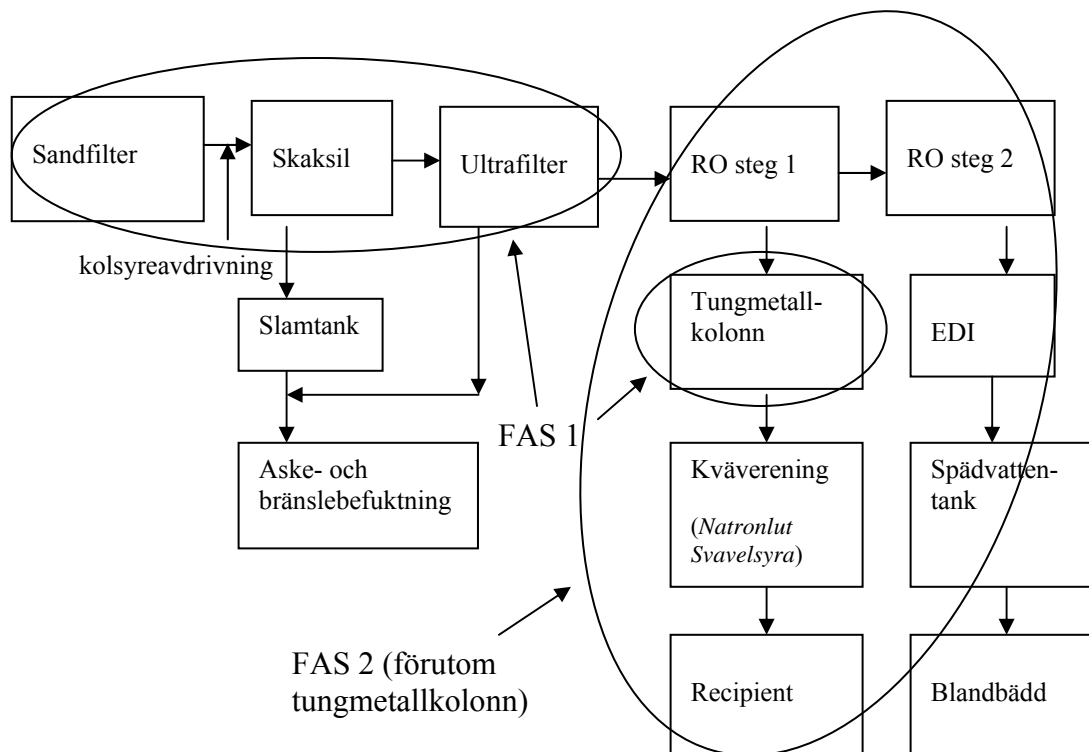 Sandfilter
Skaksil
Ultrafilter
RO steg 1
RO steg 2
kolsyreavdrivning
Slamtank
Tungmetall-
kolonn
EDI
FAS 1
Aske- och
bränslebefuktning
Kväverening
(Natronlut
Svavelsyra)
Spädvatten-
tank
FAS 2 (förutom
tungmetallkolonn)
Recipient
Blandbädd